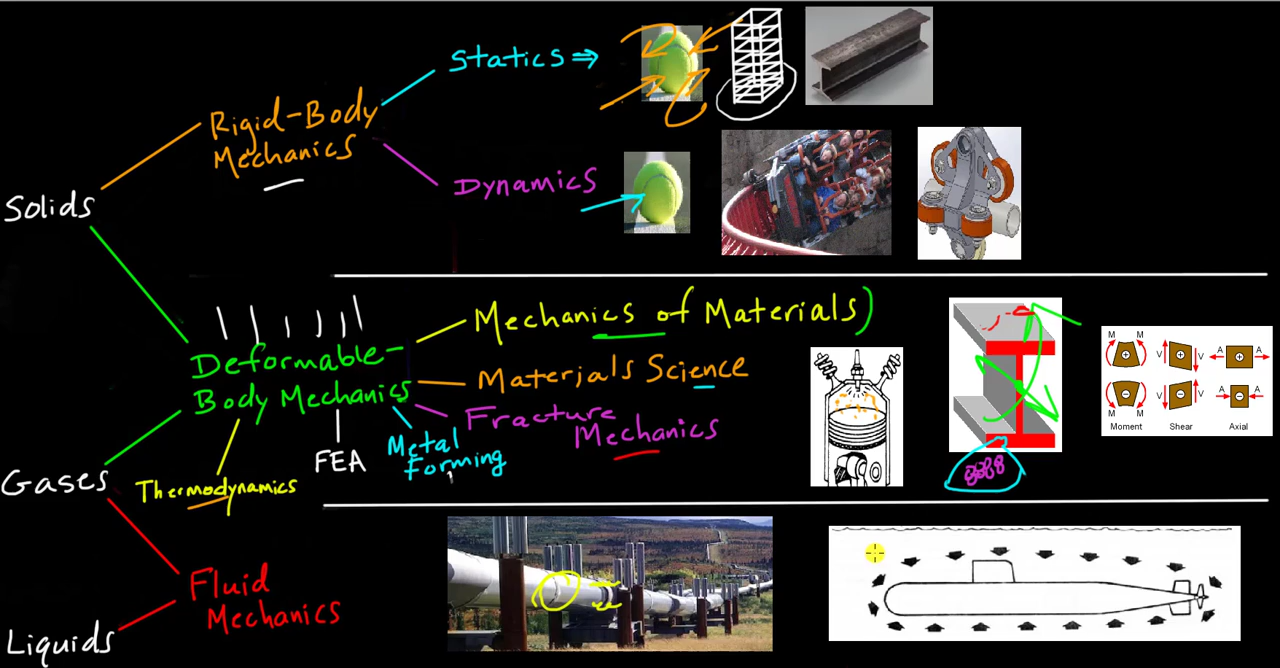 Solids
Gases
Liquids
Rigid-Body
Mechanics
Statics ⇒
Dynamics
Deformable-
Body Mechanics
Mechanics of Materials)
Materials Science
Fracture
Mechanics
Metal
Forming
FEA
Thermodynamics
Fluid
Mechanics
M M V V A A
M M V V A A
Moment Shear Axial